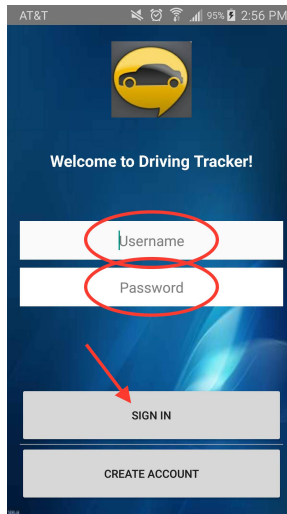 AT&T 95% 2:56 PM
Welcome to Driving Tracker!
Username
Password
SIGN IN
CREATE ACCOUNT